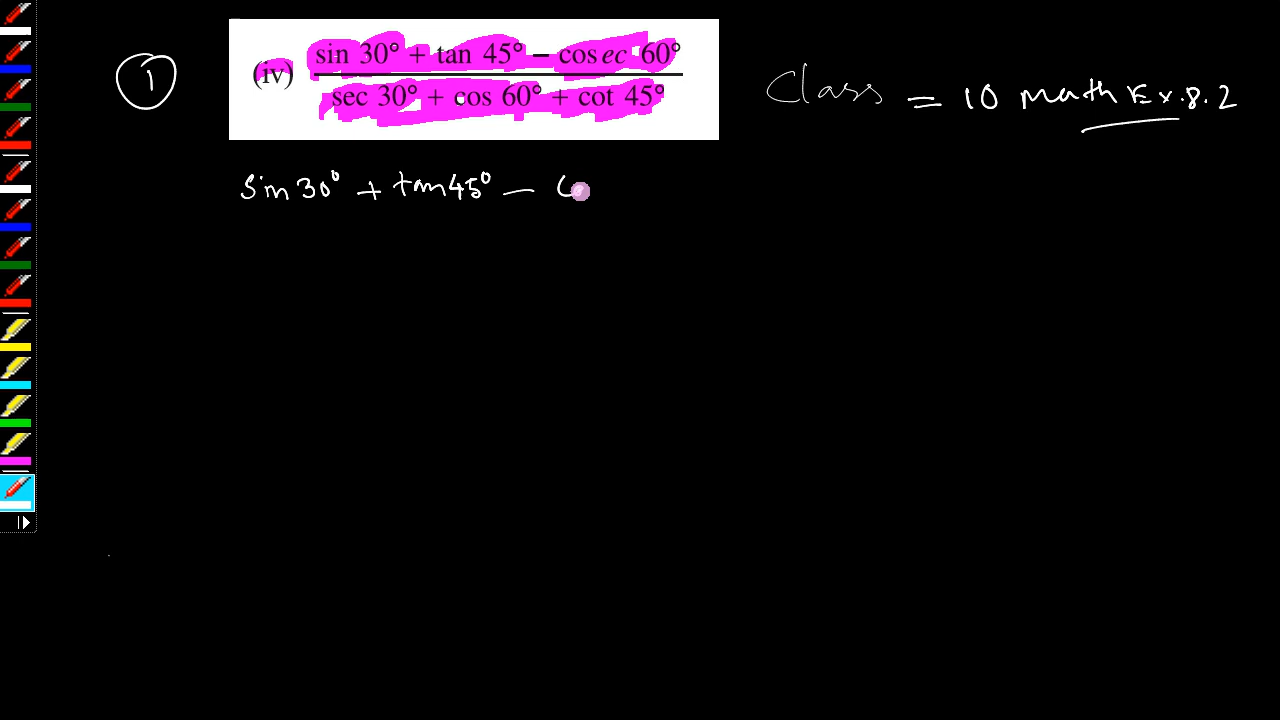 1
(iv) sin 30° + tan 45° – cosec 60°
sec 30° + cos 60° + cot 45°
Class = 10 math Ex.8.2
sin 30° + tan 45° —